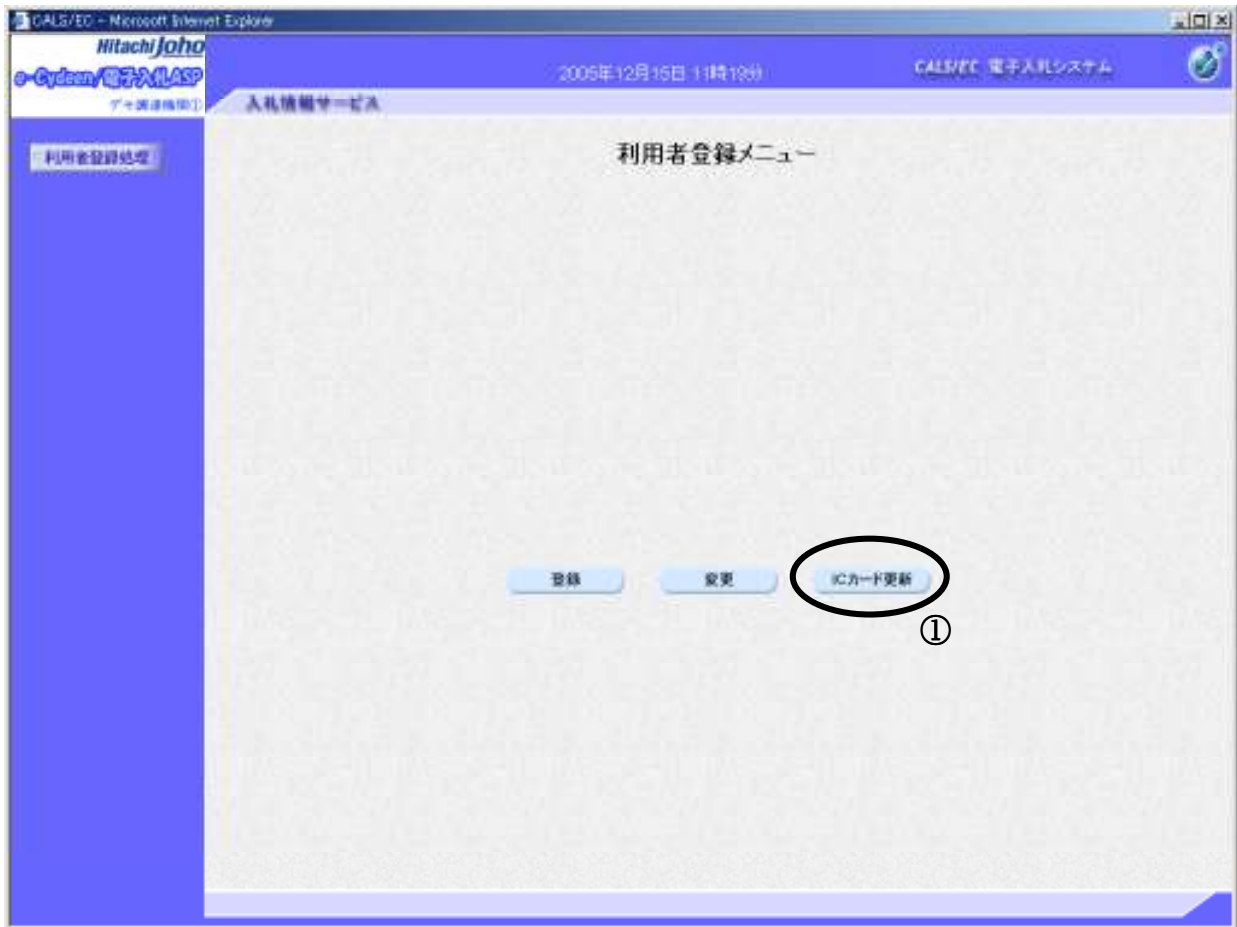 CALS/EC - Microsoft Internet Explorer
Hitachi Joho
e-Cydeen/電子入札ASP
2005年12月15日 11時19分
CALS/EC 電子入札システム
入札情報サービス
利用者登録処理
利用者登録メニュー
登録
変更
ICカード更新
①